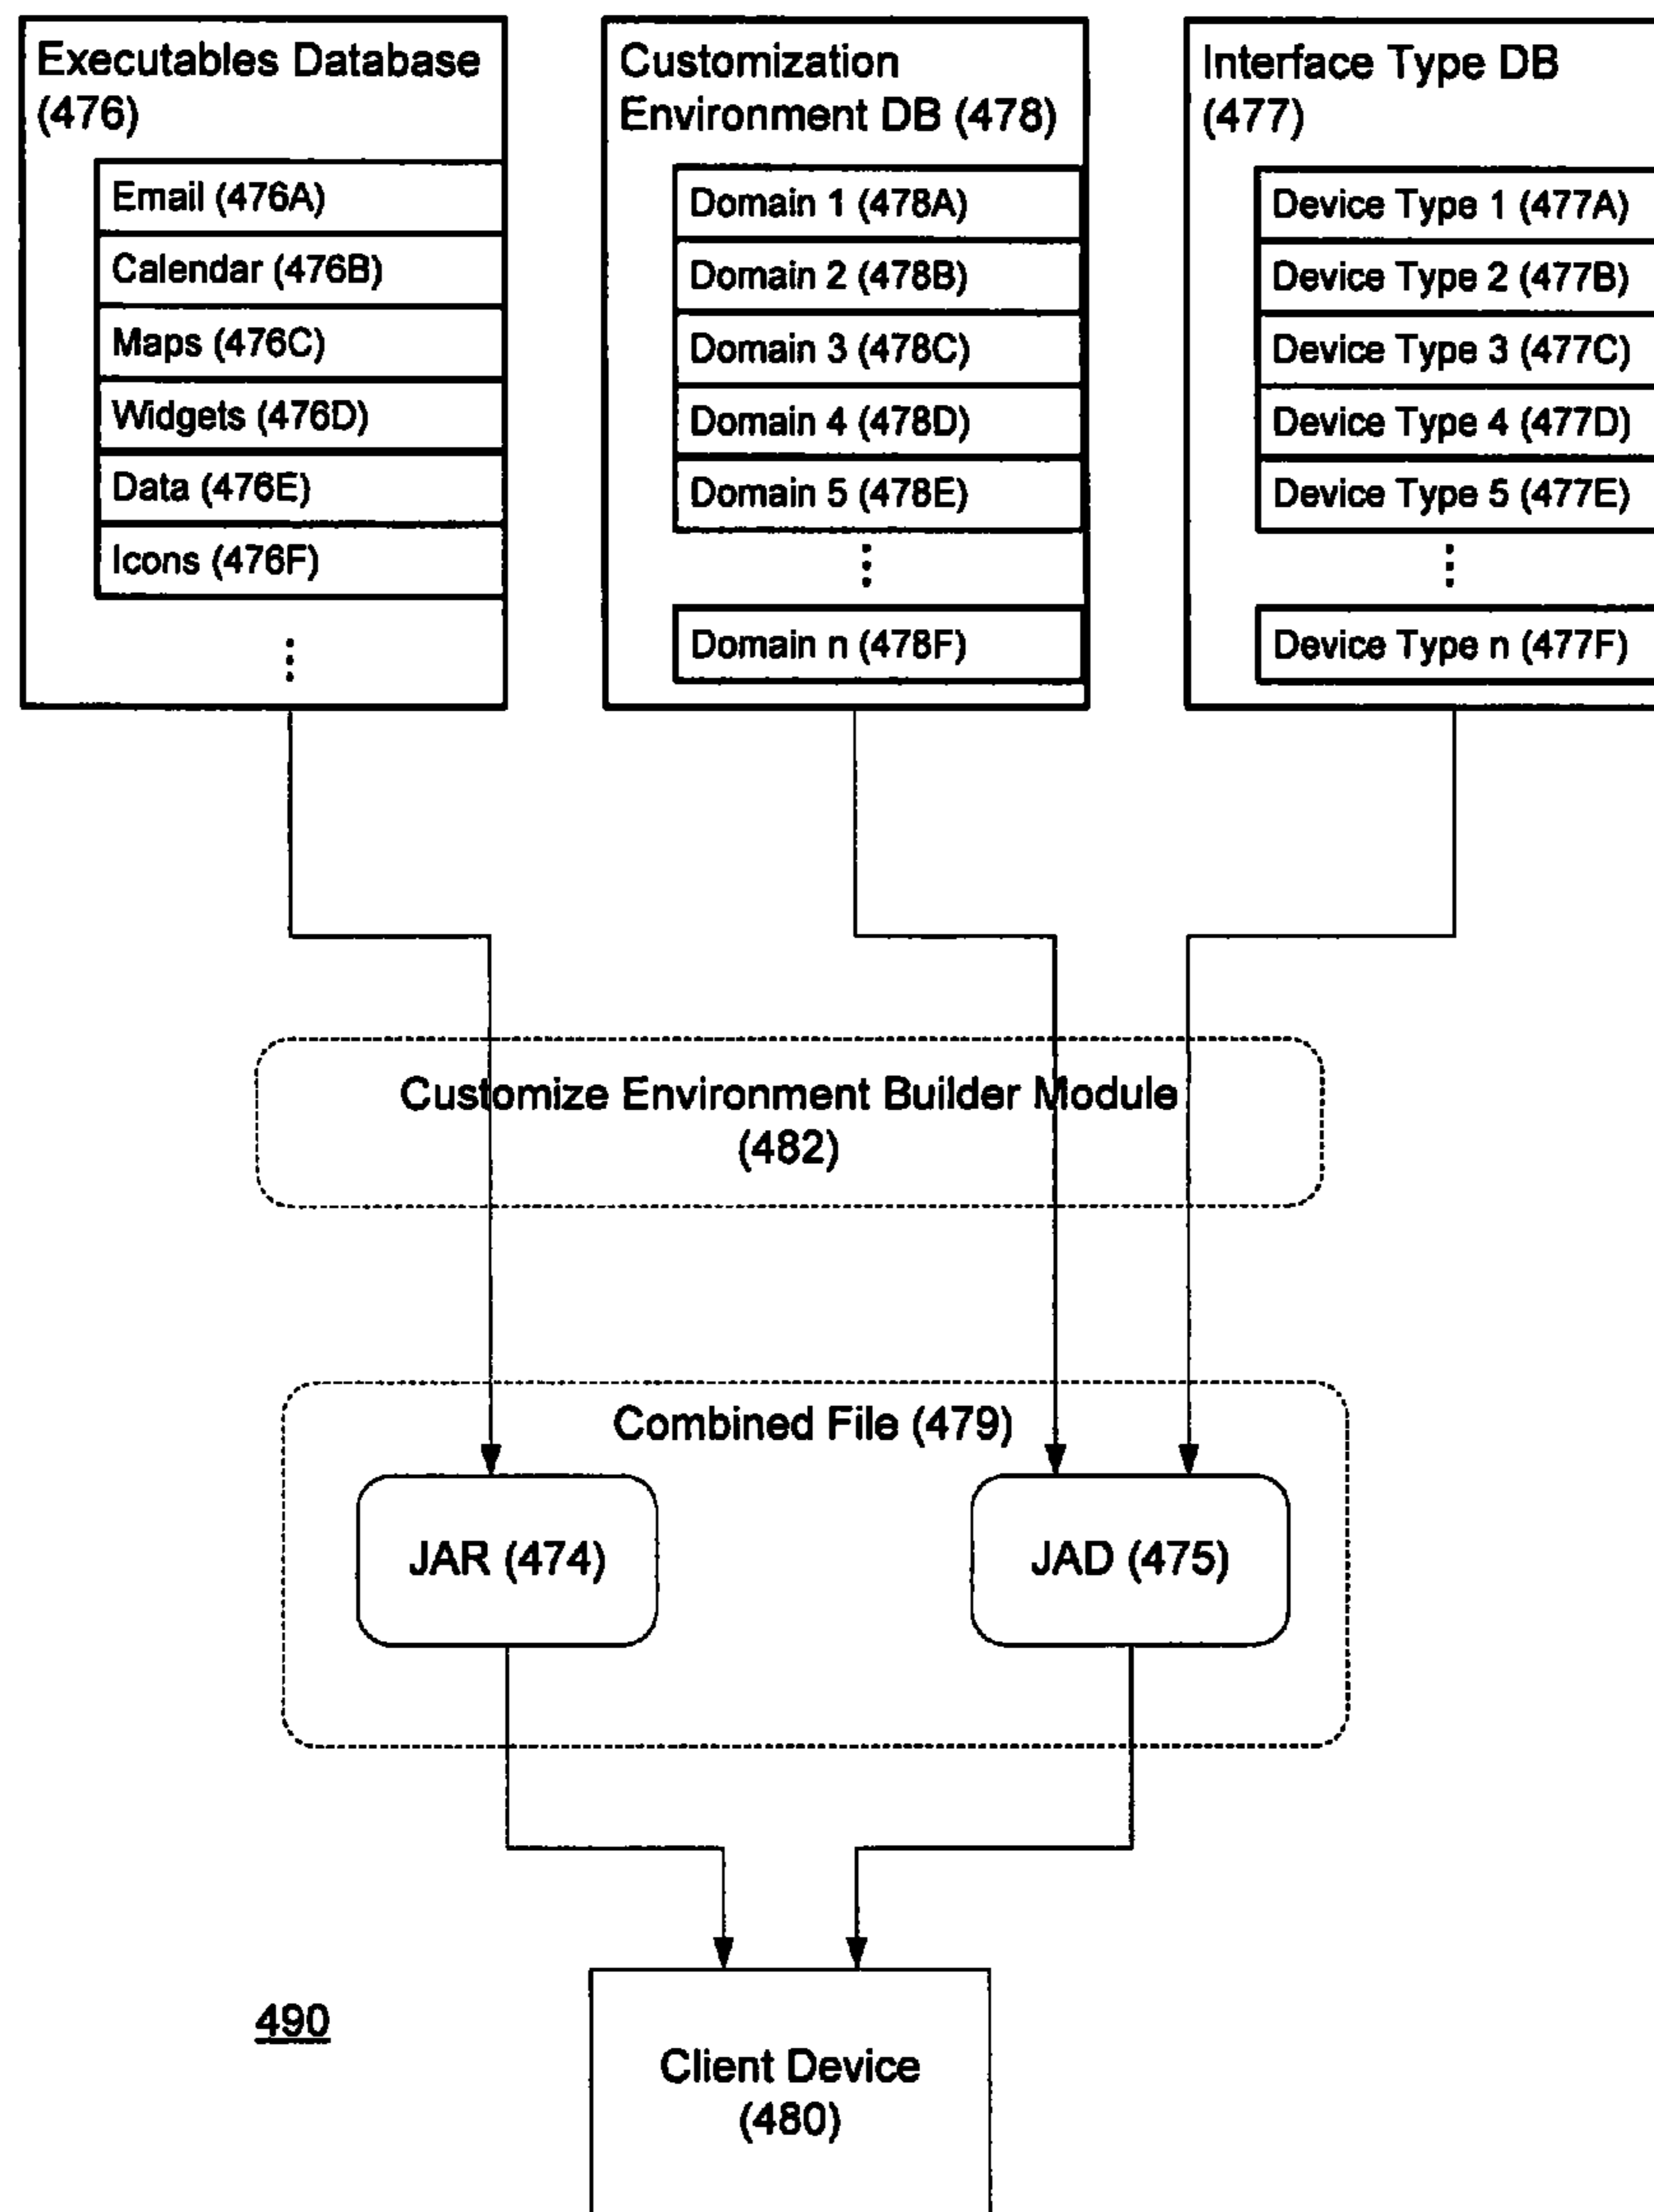 Executables Database
(476)
Email (476A)
Calendar (476B)
Maps (476C)
Widgets (476D)
Data (476E)
Icons (476F)
Customization
Environment DB (478)
Domain 1 (478A)
Domain 2 (478B)
Domain 3 (478C)
Domain 4 (478D)
Domain 5 (478E)
Domain n (478F)
Interface Type DB
(477)
Device Type 1 (477A)
Device Type 2 (477B)
Device Type 3 (477C)
Device Type 4 (477D)
Device Type 5 (477E)
Device Type n (477F)
Customize Environment Builder Module
(482)
Combined File (479)
JAR (474)
JAD (475)
490
Client Device
(480)